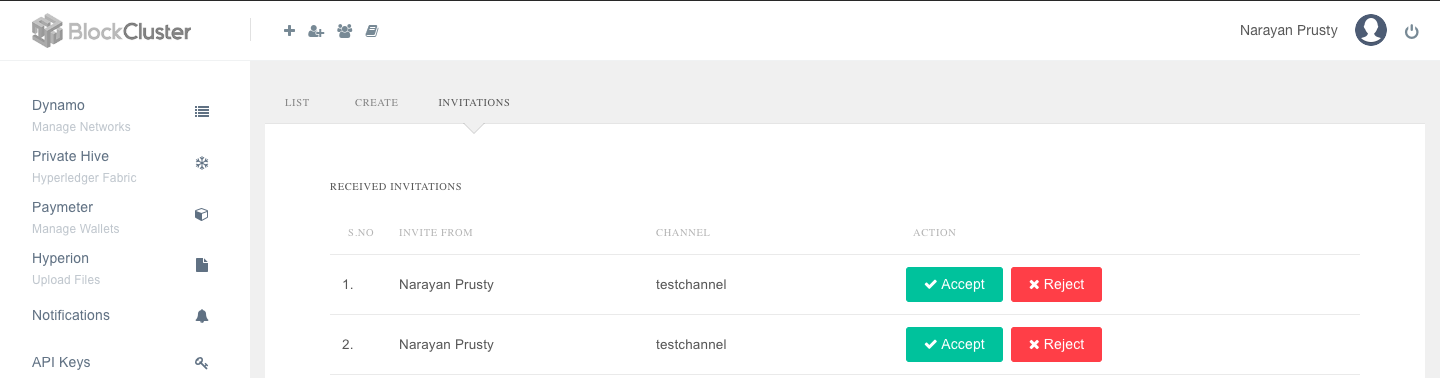 BlockCluster
Narayan Prusty
Dynamo
Manage Networks
Private Hive
Hyperledger Fabric
Paymeter
Manage Wallets
Hyperion
Upload Files
Notifications
API Keys
LIST CREATE INVITATIONS
RECEIVED INVITATIONS
S.NO INVITE FROM CHANNEL ACTION
1. Narayan Prusty testchannel Accept Reject
2. Narayan Prusty testchannel Accept Reject